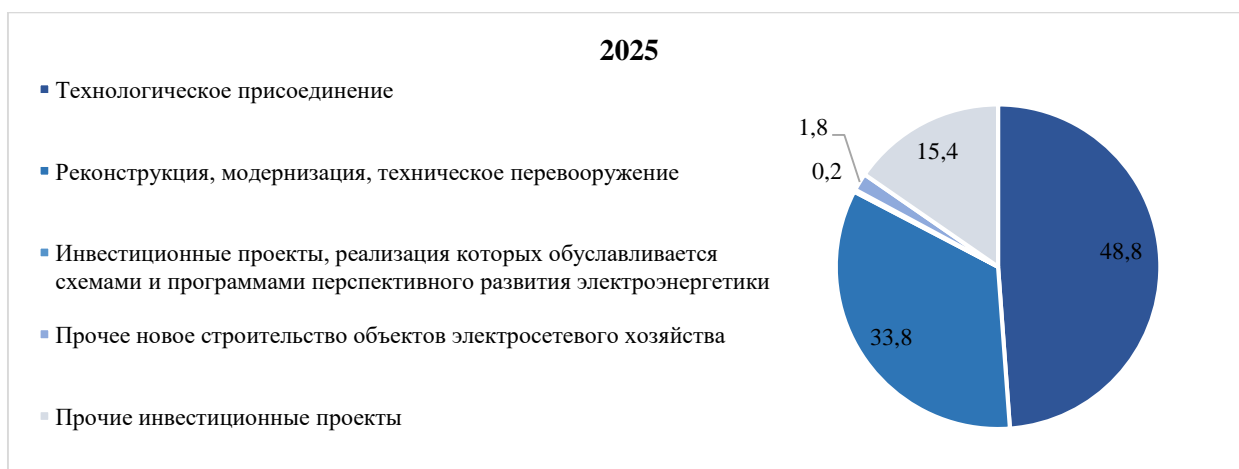 2025
Технологическое присоединение
Реконструкция, модернизация, техническое перевооружение
Инвестиционные проекты, реализация которых обуславливается
схемами и программами перспективного развития электроэнергетики
Прочее новое строительство объектов электросетевого хозяйства
Прочие инвестиционные проекты
1,8
0,2
15,4
48,8
33,8